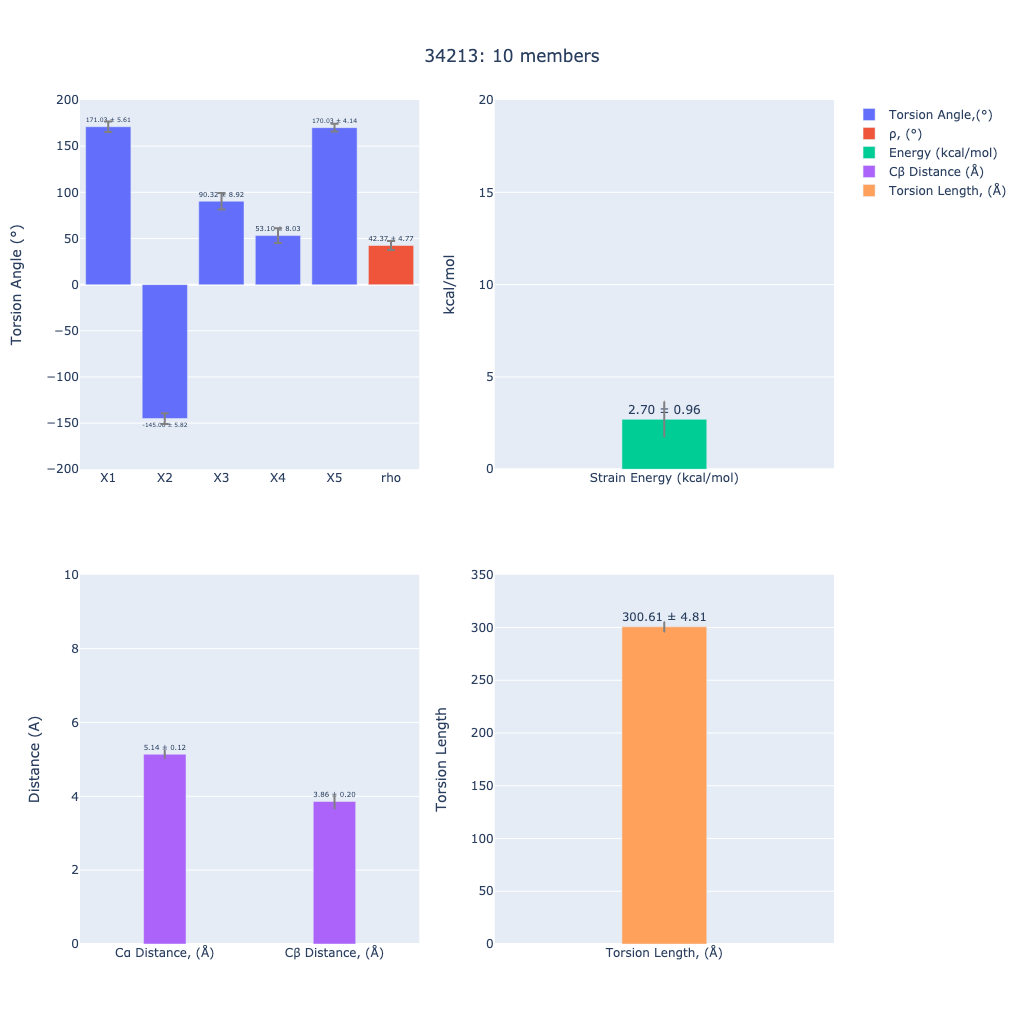 34213: 10 members
200
150
100
50
0
−50
−100
−150
−200
Torsion Angle (°)
171.03 ± 5.61
± 5.82
90.32 ± 8.92
53.10 ± 8.03
170.03 ± 4.14
42.37 ± 4.77
X1
X2
X3
X4
X5
rho
20
15
10
5
0
kcal/mol
2.70 ± 0.96
Strain Energy (kcal/mol)
Torsion Angle,(°)
ρ, (°)
Energy (kcal/mol)
Cβ Distance (Å)
Torsion Length, (Å)
10
8
6
4
2
0
Distance (A)
5.14 ± 0.12
3.86 ± 0.20
Cα Distance, (Å)
Cβ Distance, (Å)
350
300
250
200
150
100
50
0
Torsion Length
300.61 ± 4.81
Torsion Length, (Å)